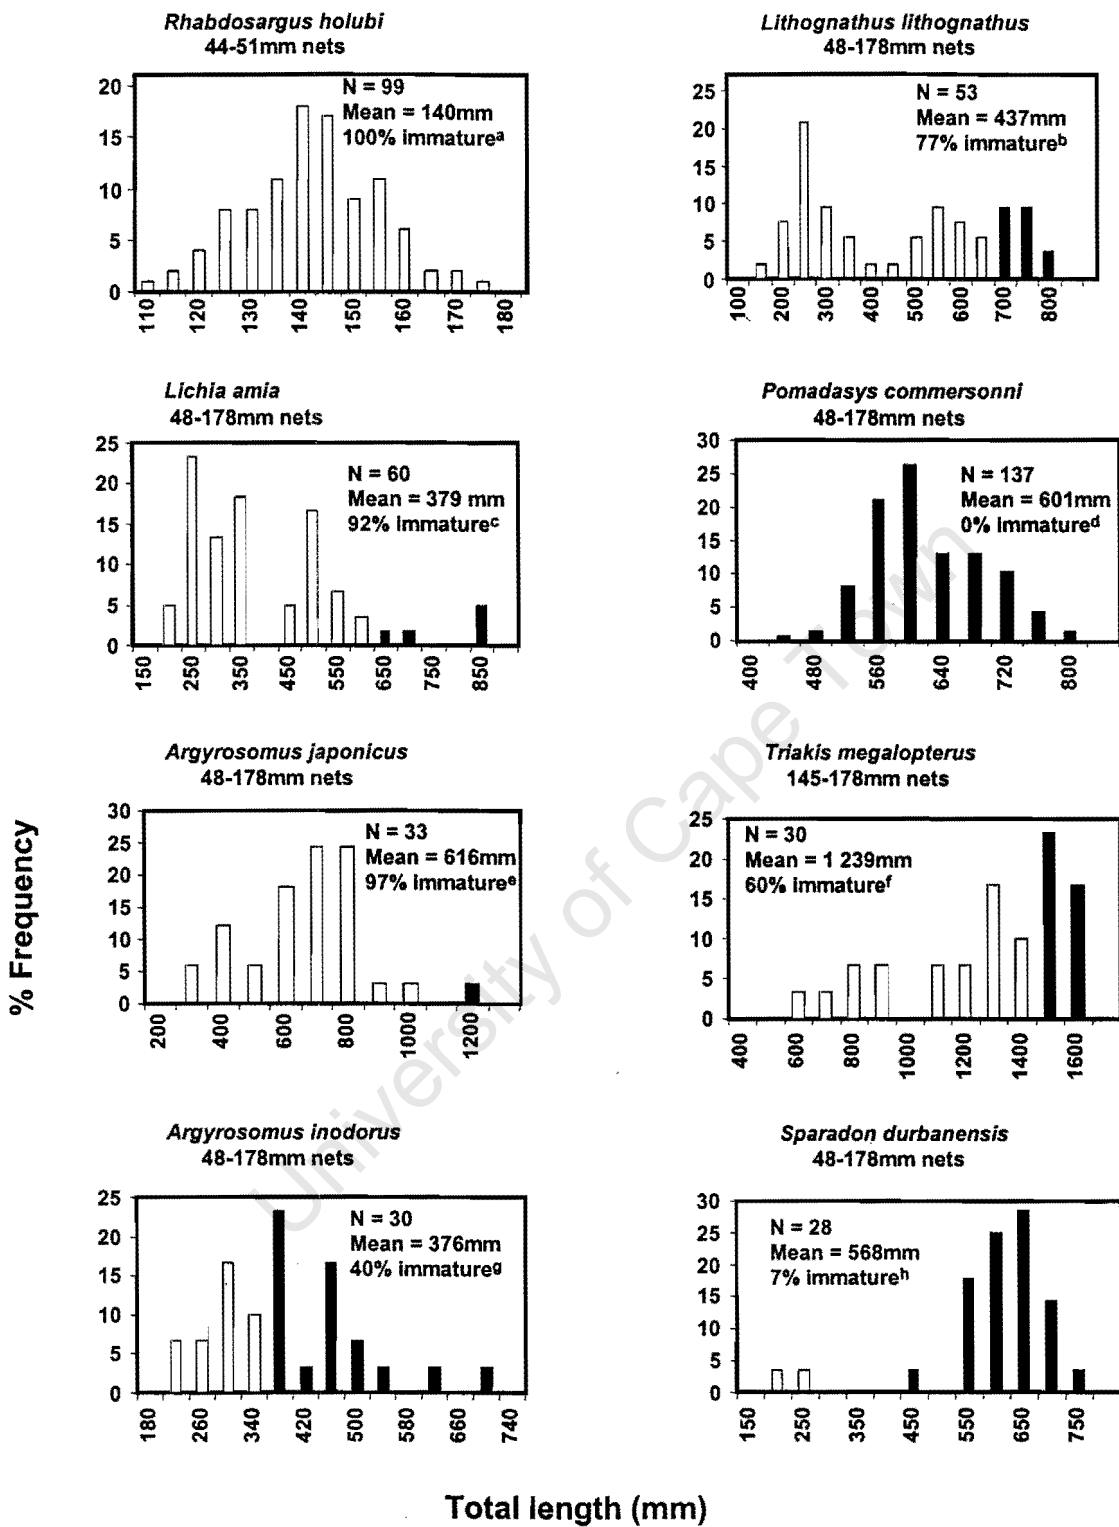 Rhabdosargus holubi
44-51mm nets
20
15
10
5
0
N = 99
Mean = 140mm
100% immature^a
110 120 130 140 150 160 170 180
Lithognathus lithognathus
48-178mm nets
25
20
15
10
5
0
N = 53
Mean = 437mm
77% immature^b
100 200 300 400 500 600 700 800
Lichia amia
48-178mm nets
25
20
15
10
5
0
N = 60
Mean = 379 mm
92% immature^c
150 250 350 450 550 650 750 850
Pomadasys commersonni
48-178mm nets
30
25
20
15
10
5
0
N = 137
Mean = 601mm
0% immature^d
400 480 560 640 720 800
Argyrosomus japonicus
48-178mm nets
30
25
20
15
10
5
0
N = 33
Mean = 616mm
97% immature^e
200 400 600 800 1000 1200
Triakis megalopterus
145-178mm nets
25
20
15
10
5
0
N = 30
Mean = 1 239mm
60% immature^f
400 600 800 1000 1200 1400 1600
Argyrosomus inodorus
48-178mm nets
25
20
15
10
5
0
N = 30
Mean = 376mm
40% immature^g
180 260 340 420 500 580 660 740
Sparadon durbanensis
48-178mm nets
30
25
20
15
10
5
0
N = 28
Mean = 568mm
7% immature^h
150 250 350 450 550 650 750
% Frequency
Total length (mm)
University of Cape Town